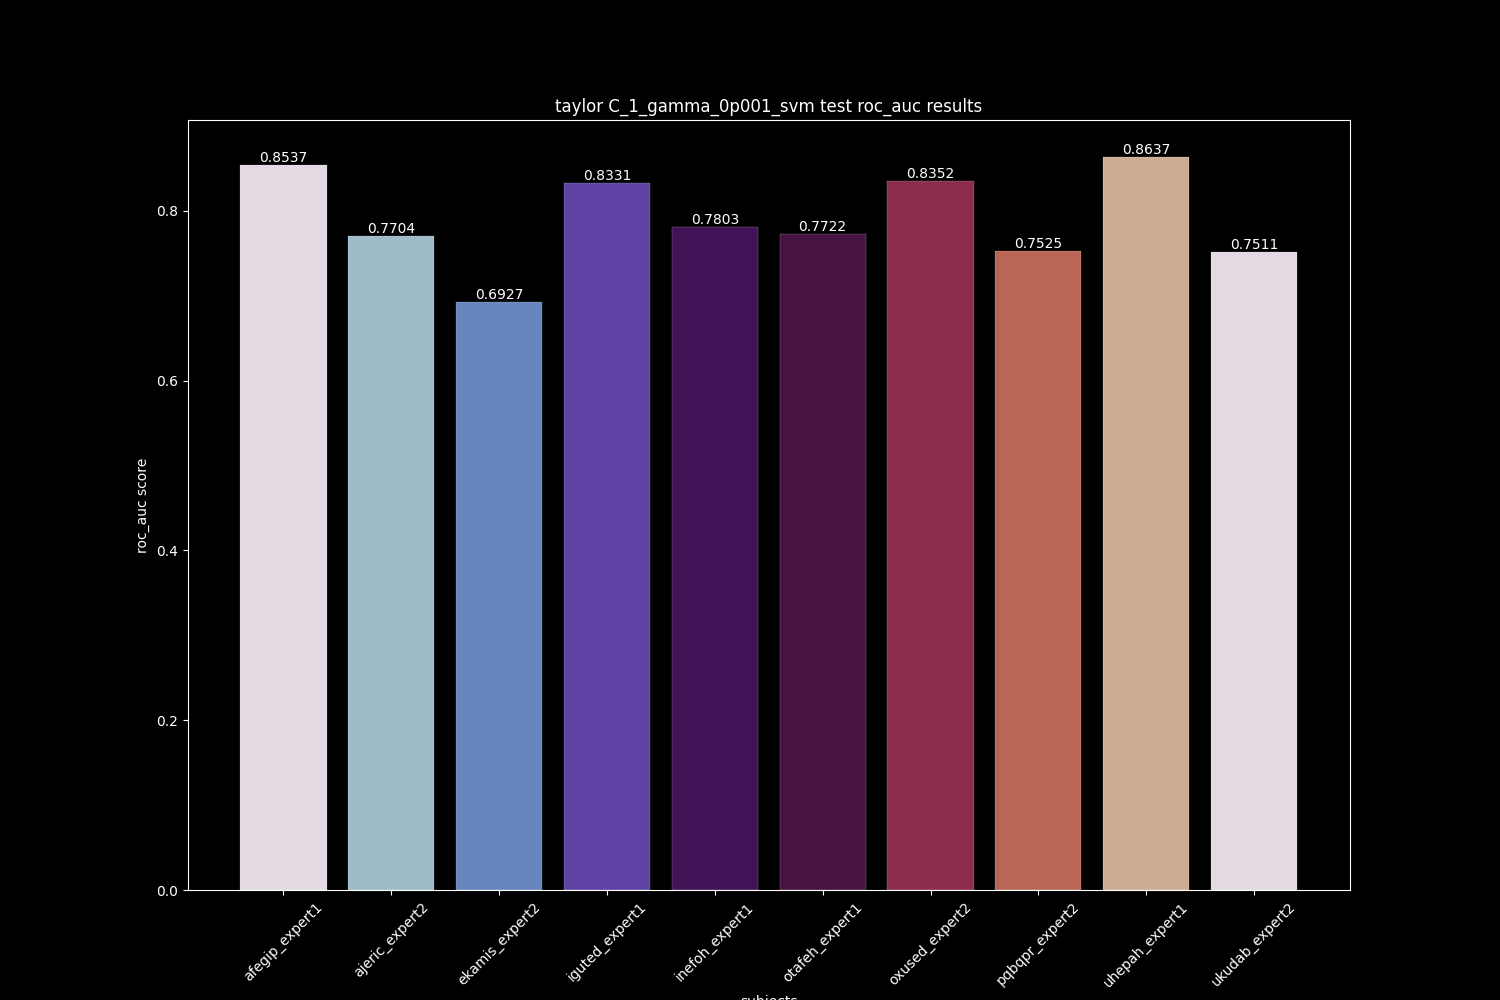 taylor C_1_gamma_0p001_svm test roc_auc results
0.8537
0.7704
0.6927
0.8331
0.7803
0.7722
0.8352
0.7525
0.8637
0.7511
roc_auc score
0.8
0.6
0.4
0.2
0.0
afegip_expert1
ajeric_expert2
ekamis_expert2
iguted_expert1
inefoh_expert1
otafeh_expert1
oxused_expert2
pqbqpr_expert2
uhepah_expert1
ukudab_expert2
subjects